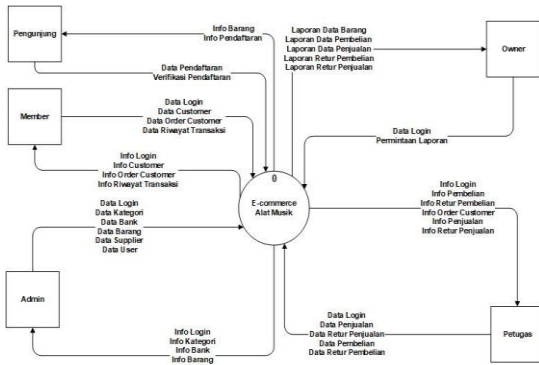 Pengunjung
Info Barang
Info Pendaftaran
Data Pendaftaran
Verifikasi Pendaftaran
Laporan Data Barang
Laporan Data Pembelian
Laporan Data Penjualan
Laporan Retur Pembelian
Laporan Retur Penjualan
Owner
Member
Data Login
Data Customer
Data Order Customer
Data Riwayat Transaksi
Data Login
Permintaan Laporan
Info Login
Info Customer
Info Order Customer
Info Riwayat Transaksi
0
E-commerce
Alat Musik
Info Login
Info Pembelian
Info Retur Pembelian
Info Order Customer
Info Penjualan
Info Retur Penjualan
Data Login
Data Kategori
Data Bank
Data Barang
Data Supplier
Data User
Admin
Info Login
Info Kategori
Info Bank
Info Barang
Data Login
Data Penjualan
Data Retur Penjualan
Data Pembelian
Data Retur Pembelian
Petugas